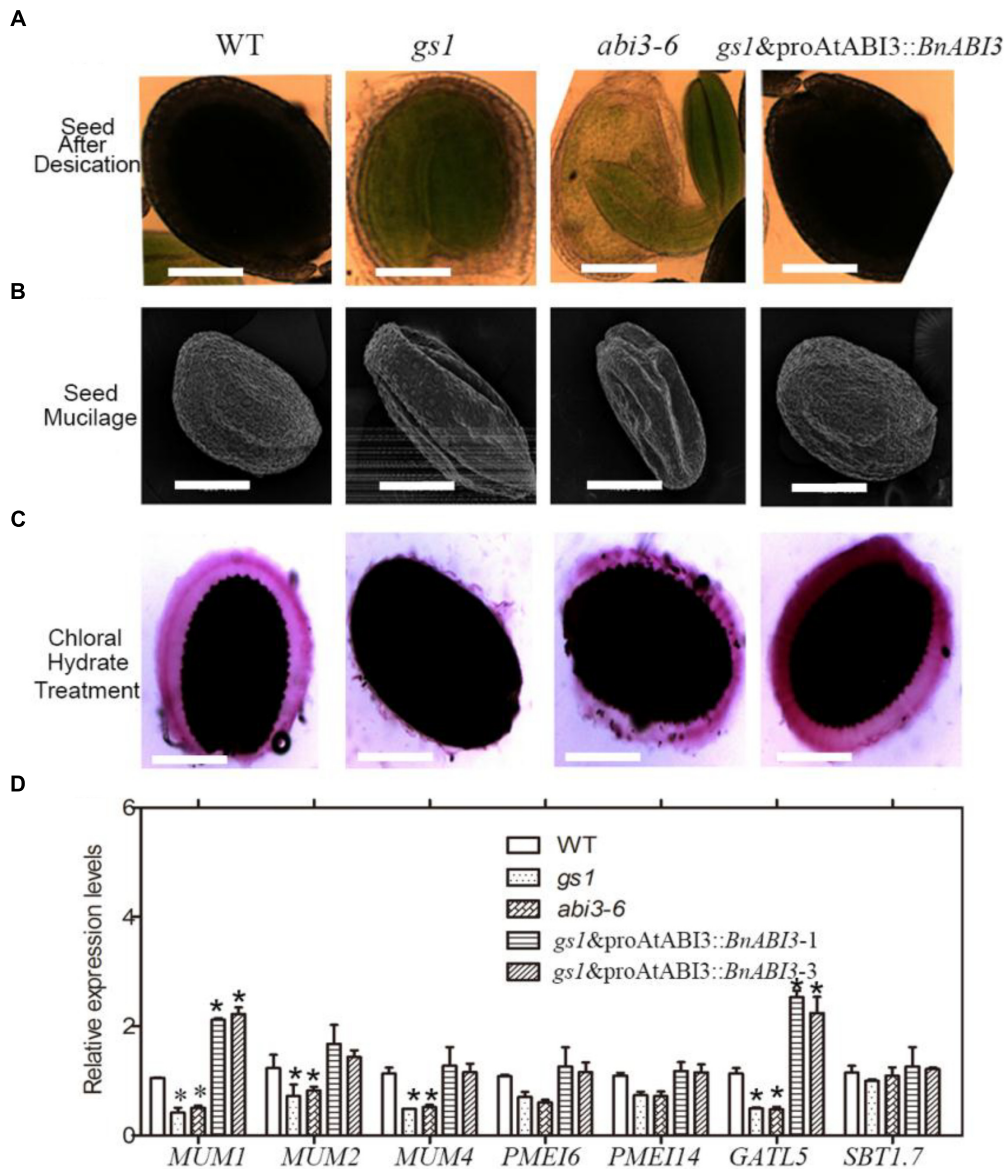 A
WT gs1 abi3-6 gs1&proAtABI3::BnABI3
Seed
After
Desication
B
Seed
Mucilage
C
Chloral
Hydrate
Treatment
D
Relative expression levels
6
4
2
0
WT
gs1
abi3-6
gs1&proAtABI3::BnABI3-1
gs1&proAtABI3::BnABI3-3
* * * *
* *
* *
* * * *
MUM1 MUM2 MUM4 PMEI6 PMEI14 GATL5 SBT1.7